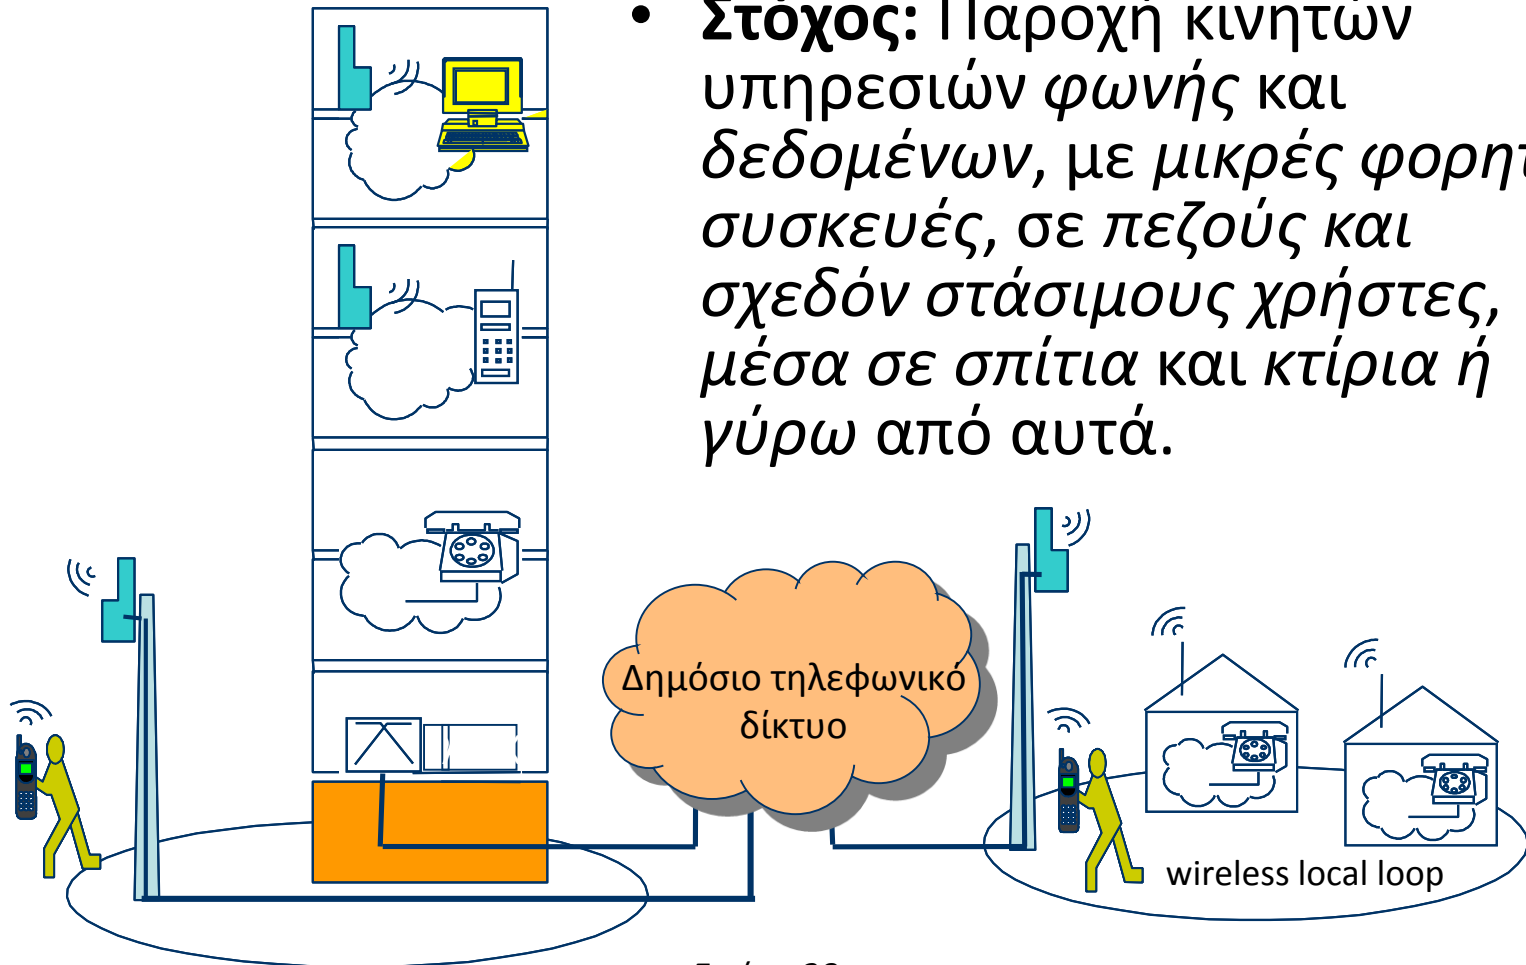 • Στόχος: Παροχή κινητών
υπηρεσιών φωνής και
δεδομένων, με μικρές φορητ
συσκευές, σε πεζούς και
σχεδόν στάσιμους χρήστες,
μέσα σε σπίτια και κτίρια ή
γύρω από αυτά.
Δημόσιο τηλεφωνικό
δίκτυο
wireless local loop